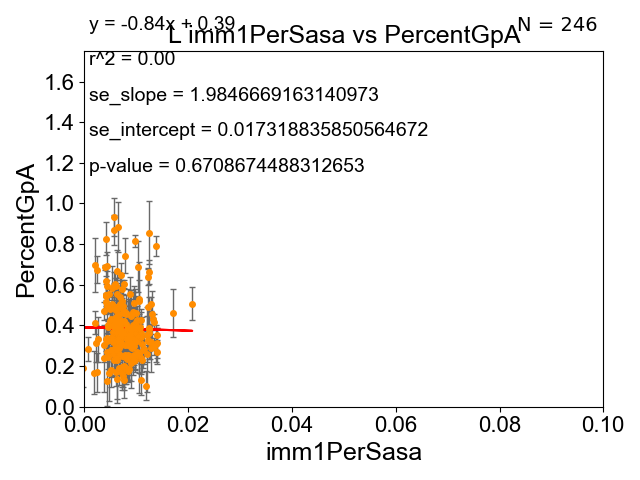 y = -0.84x + 0.39
L imm1PerSasa vs PercentGpA
N = 246
r^2 = 0.00
se_slope = 1.9846669163140973
se_intercept = 0.017318835850564672
p-value = 0.6708674488312653
PercentGpA
1.6
1.4
1.2
1.0
0.8
0.6
0.4
0.2
0.0
0.00 0.02 0.04 0.06 0.08 0.10
imm1PerSasa